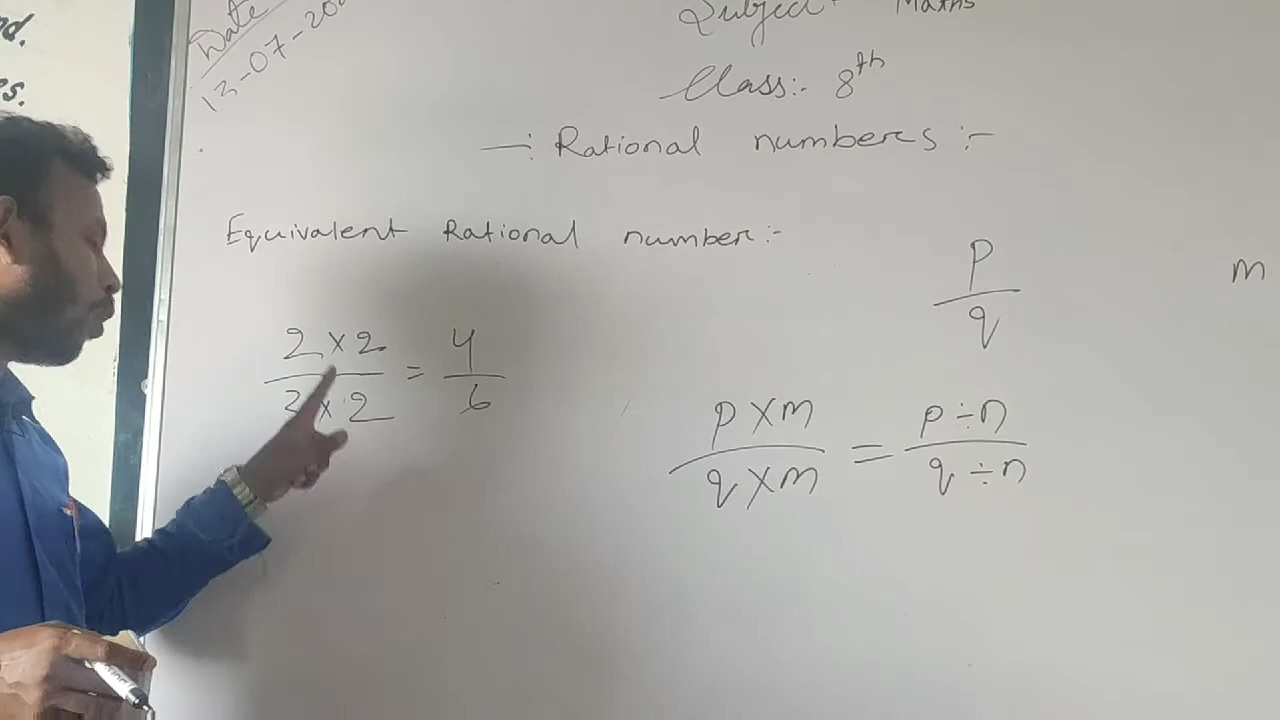 d.
s.
Date
13-07-20
Subject:- Maths
Class:- 8th
-: Rational numbers :-
Equivalent Rational number:-
p/q
m
2×2/3×2 = 4/6
p×m/q×m = p÷n/q÷n